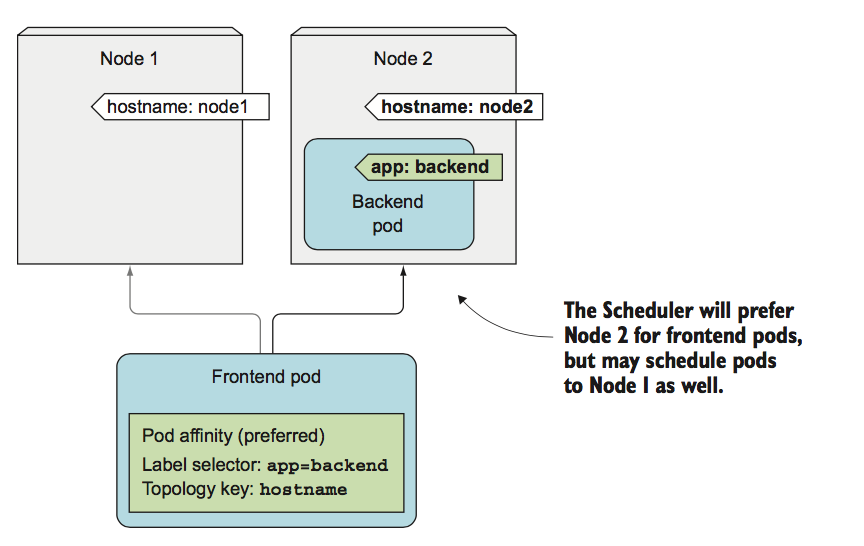 Node 1
hostname: node1
Node 2
hostname: node2
app: backend
Backend
pod
The Scheduler will prefer
Node 2 for frontend pods,
but may schedule pods
to Node 1 as well.
Frontend pod
Pod affinity (preferred)
Label selector: app=backend
Topology key: hostname